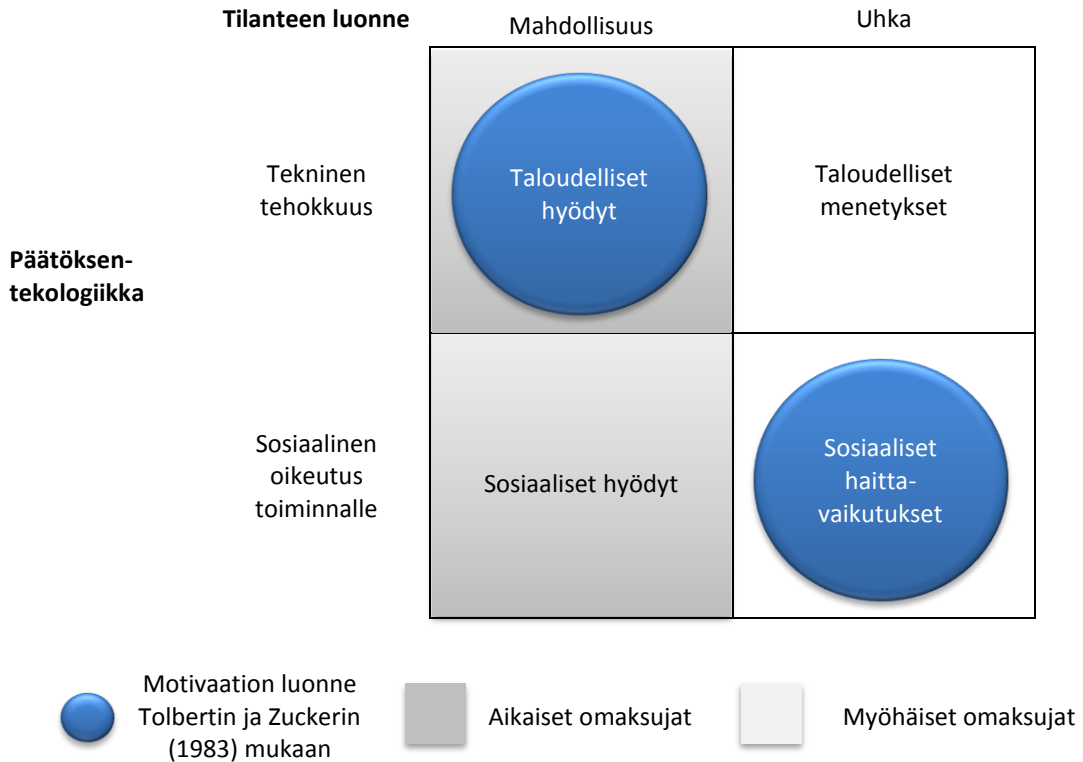 Tilanteen luonne
Mahdollisuus
Uhka
Tekninen
tehokkuus
Taloudelliset
hyödyt
Taloudelliset
menetykset
Päätöksen-
tekologiikka
Sosiaalinen
oikeutus
toiminnalle
Sosiaaliset hyödyt
Sosiaaliset
haitta-
vaikutukset
Motivaation luonne
Tolbertin ja Zuckerin
(1983) mukaan
Aikaiset omaksujat
Myöhäiset omaksujat